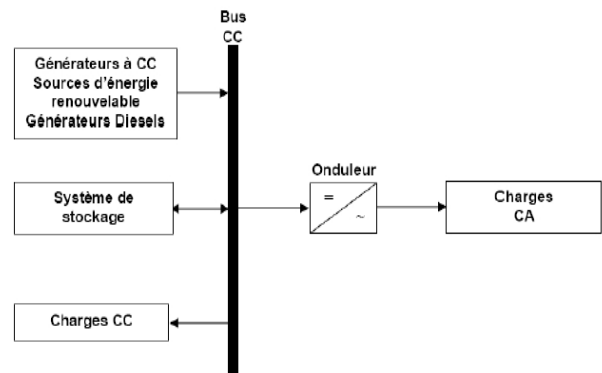 Bus
CC
Générateurs à CC
Sources d'énergie
renouvelable
Générateurs Diesels
Système de
stockage
Charges CC
Onduleur
=
~
Charges
CA